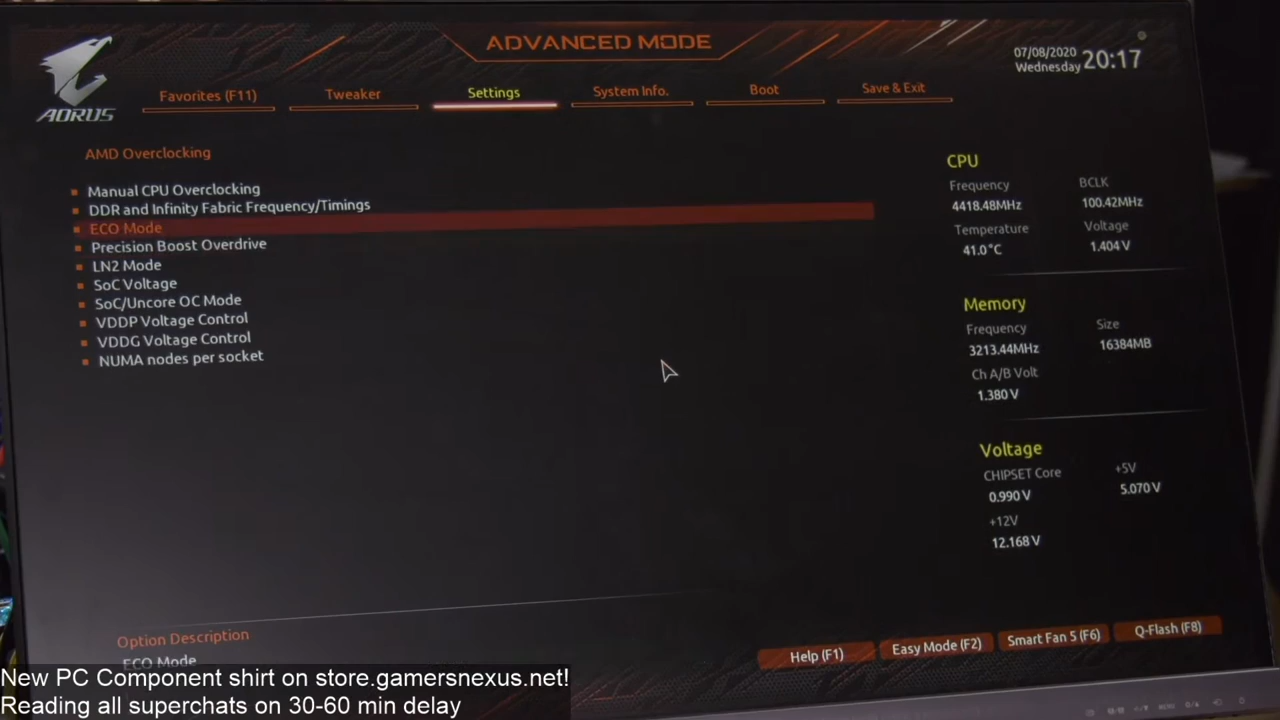 ADVANCED MODE
07/08/2020
Wednesday 20:17
AORUS
Favorites (F11)
Tweaker
Settings
System Info.
Boot
Save & Exit
AMD Overclocking
Manual CPU Overclocking
DDR and Infinity Fabric Frequency/Timings
ECO Mode
Precision Boost Overdrive
LN2 Mode
SoC Voltage
SoC/Uncore OC Mode
VDDP Voltage Control
VDDG Voltage Control
NUMA nodes per socket
CPU
Frequency BCLK
4418.48MHz 100.42MHz
Temperature Voltage
41.0°C 1.404 V
Memory
Frequency Size
3213.44MHz 16384MB
Ch A/B Volt
1.380 V
Voltage
CHIPSET Core +5V
0.990 V 5.070 V
+12V
12.168 V
Option Description
ECO Mode
Help (F1)
Easy Mode (F2)
Smart Fan 5 (F6)
Q-Flash (F8)
New PC Component shirt on store.gamersnexus.net!
Reading all superchats on 30-60 min delay